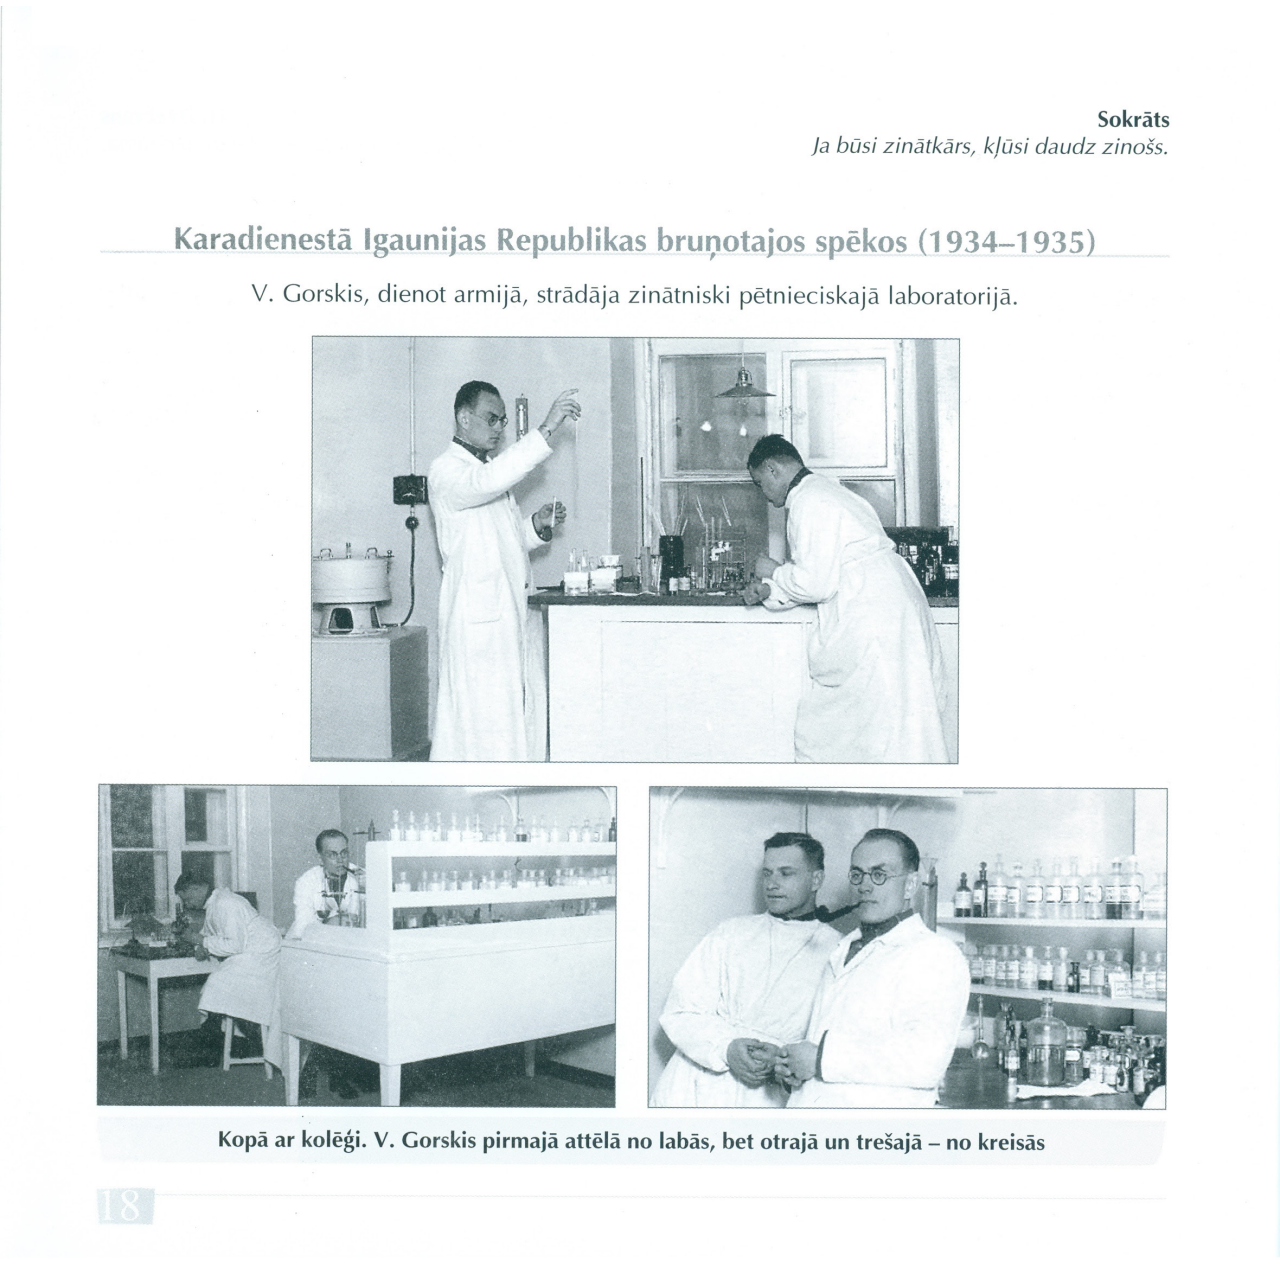 Sokrāts
Ja būsi zinātkārs, kļūsi daudz zinošs.
Karadienestā Igaunijas Republikas bruņotajos spēkos (1934–1935)
V. Gorskis, dienot armijā, strādāja zinātniski pētnieciskajā laboratorijā.
Kopā ar kolēģi. V. Gorskis pirmajā attēlā no labās, bet otrajā un trešajā – no kreisās
18